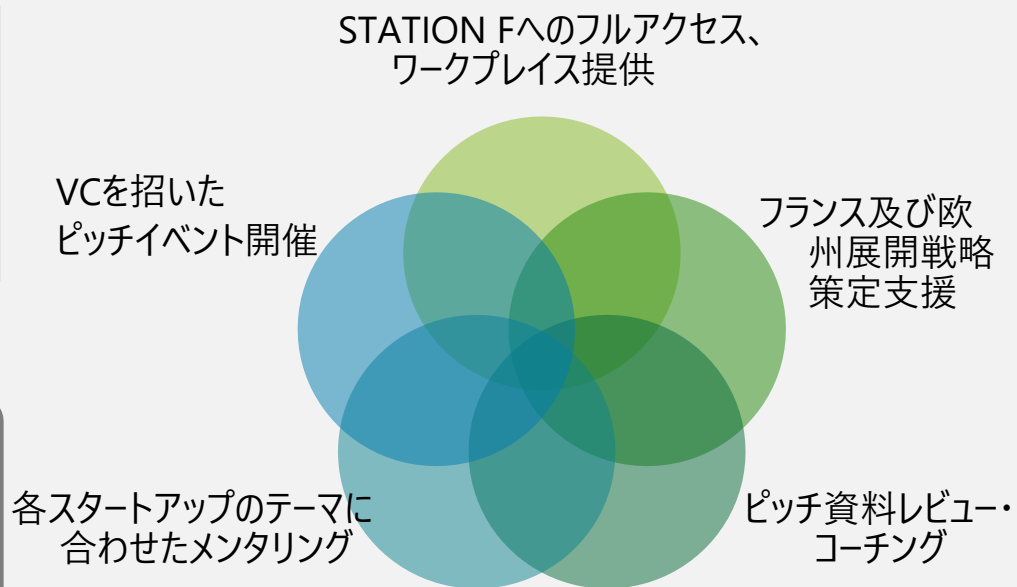 STATION Fへのフルアクセス、
ワークプレイス提供
VCを招いた
ピッチイベント開催
フランス及び欧
州展開戦略
策定支援
各スタートアップのテーマに
合わせたメンタリング
ピッチ資料レビュー・
コーチング